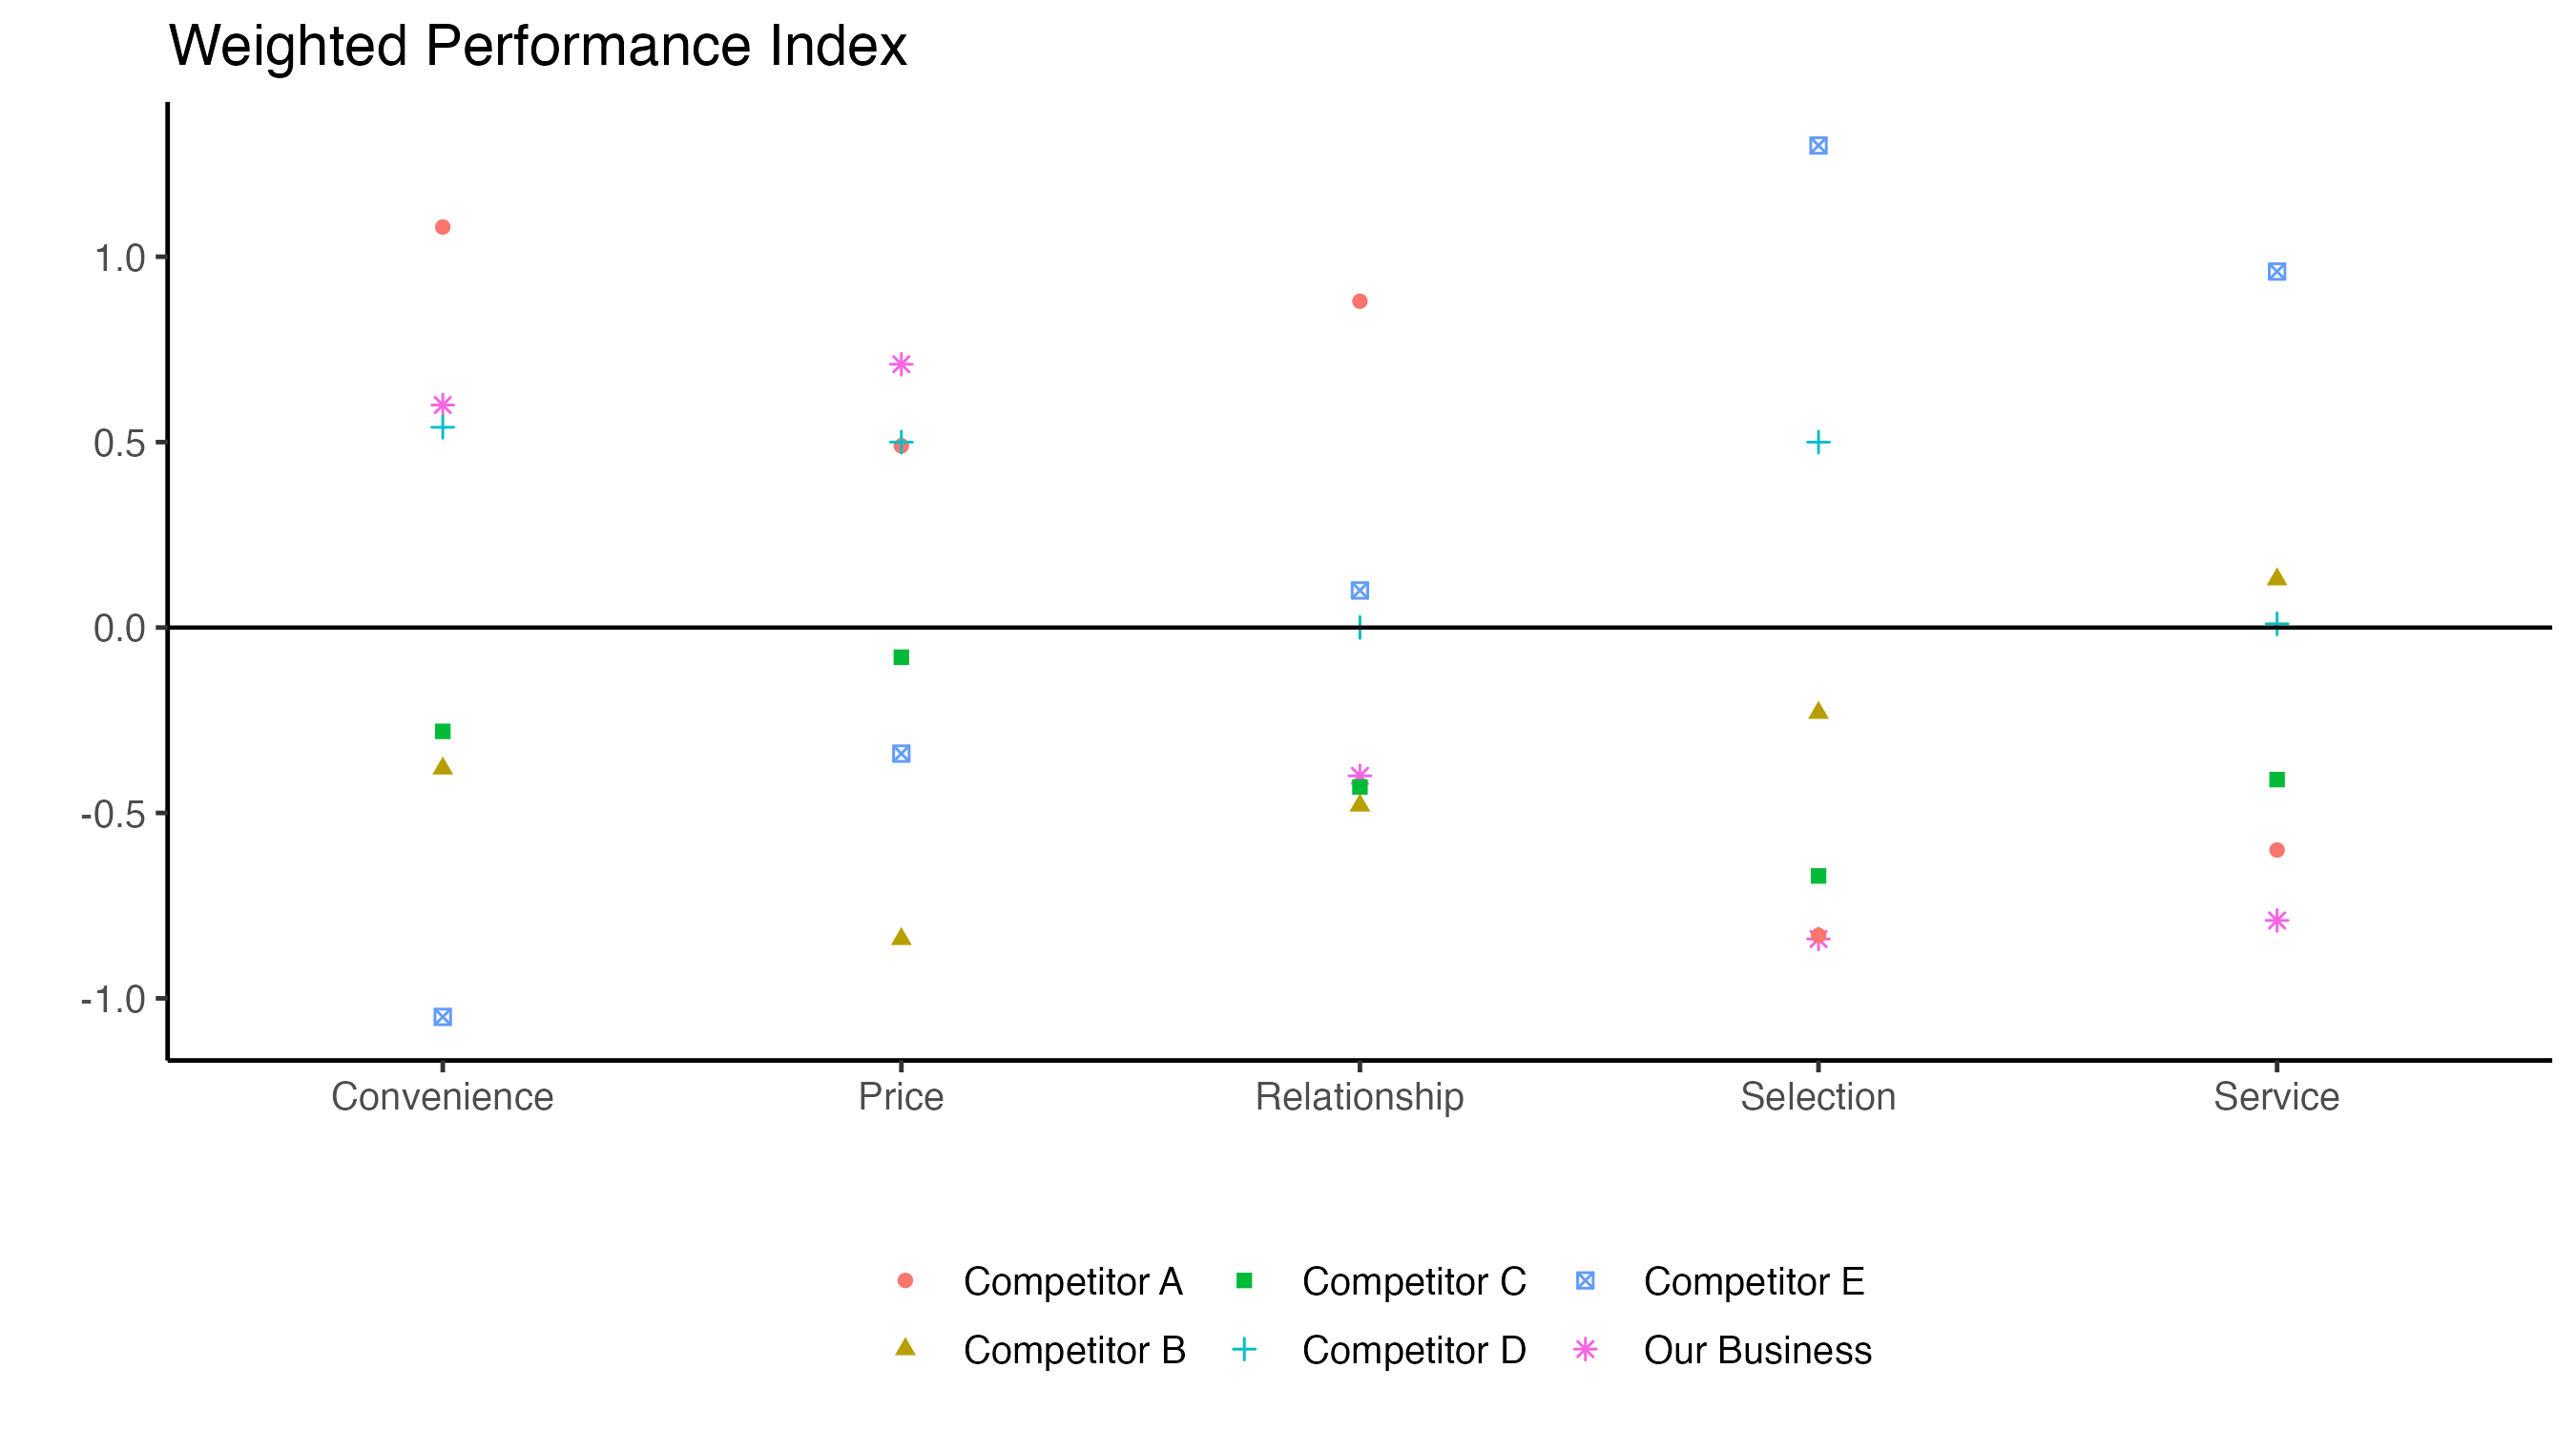 Weighted Performance Index
1.0
0.5
0.0
-0.5
-1.0
Convenience Price Relationship Selection Service
Competitor A Competitor C Competitor E
Competitor B Competitor D Our Business